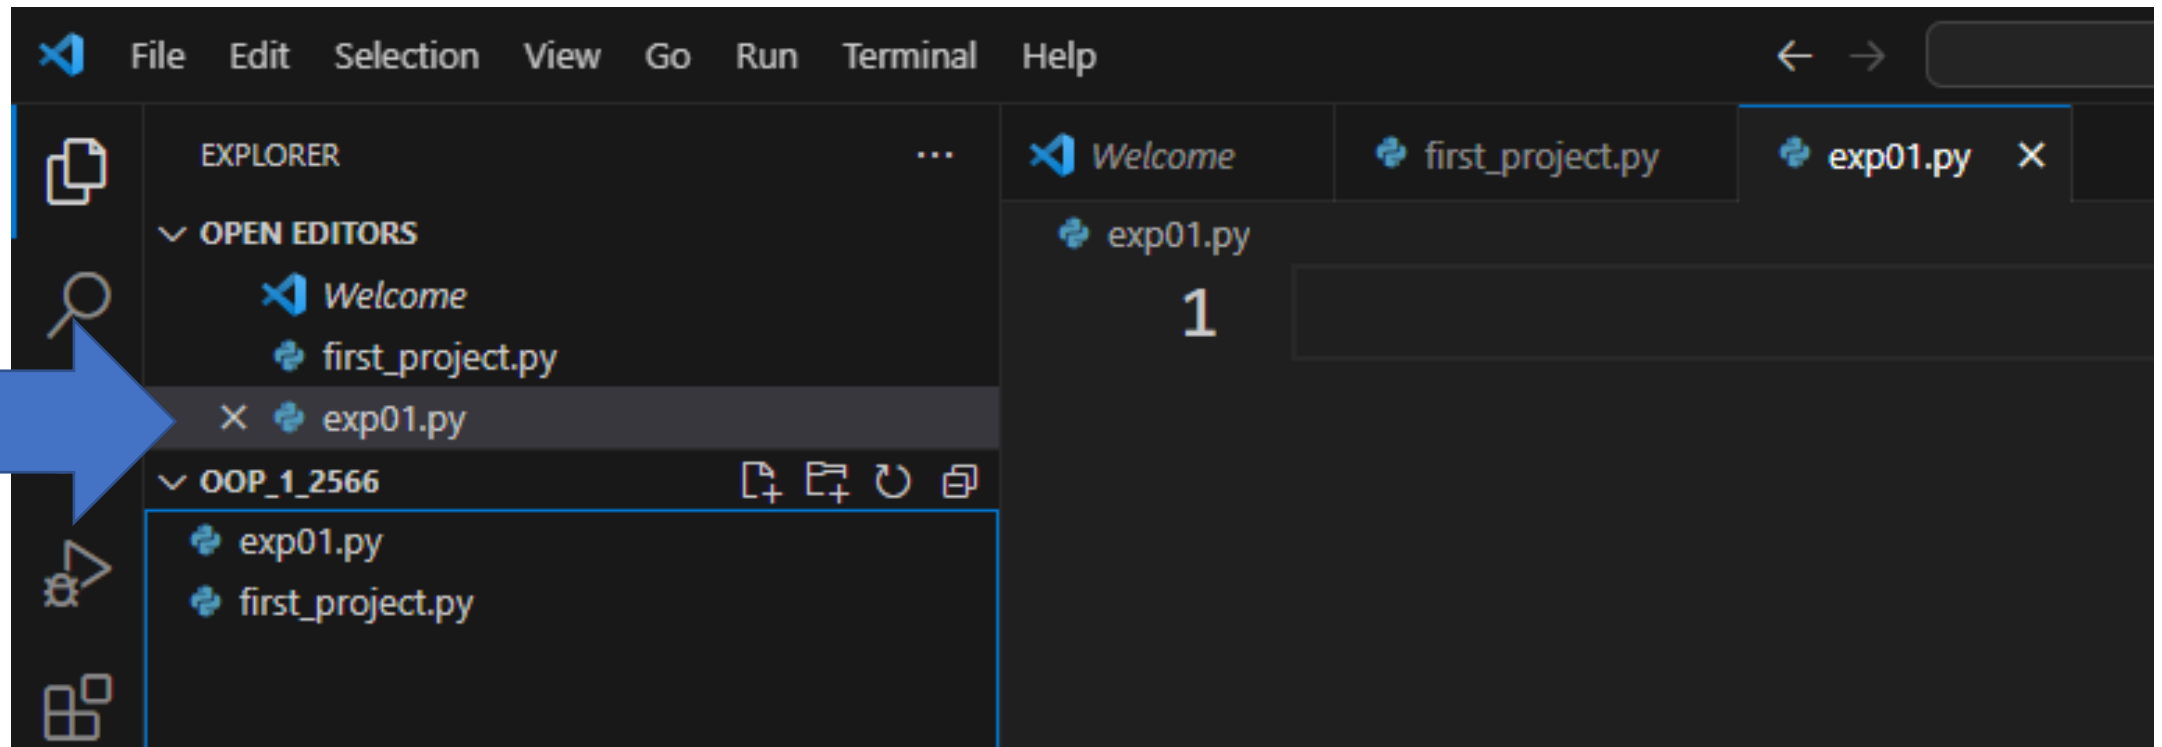 File Edit Selection View Go Run Terminal Help
EXPLORER
OPEN EDITORS
Welcome
first_project.py
exp01.py
OOP_1_2566
exp01.py
first_project.py
Welcome first_project.py exp01.py
exp01.py
1